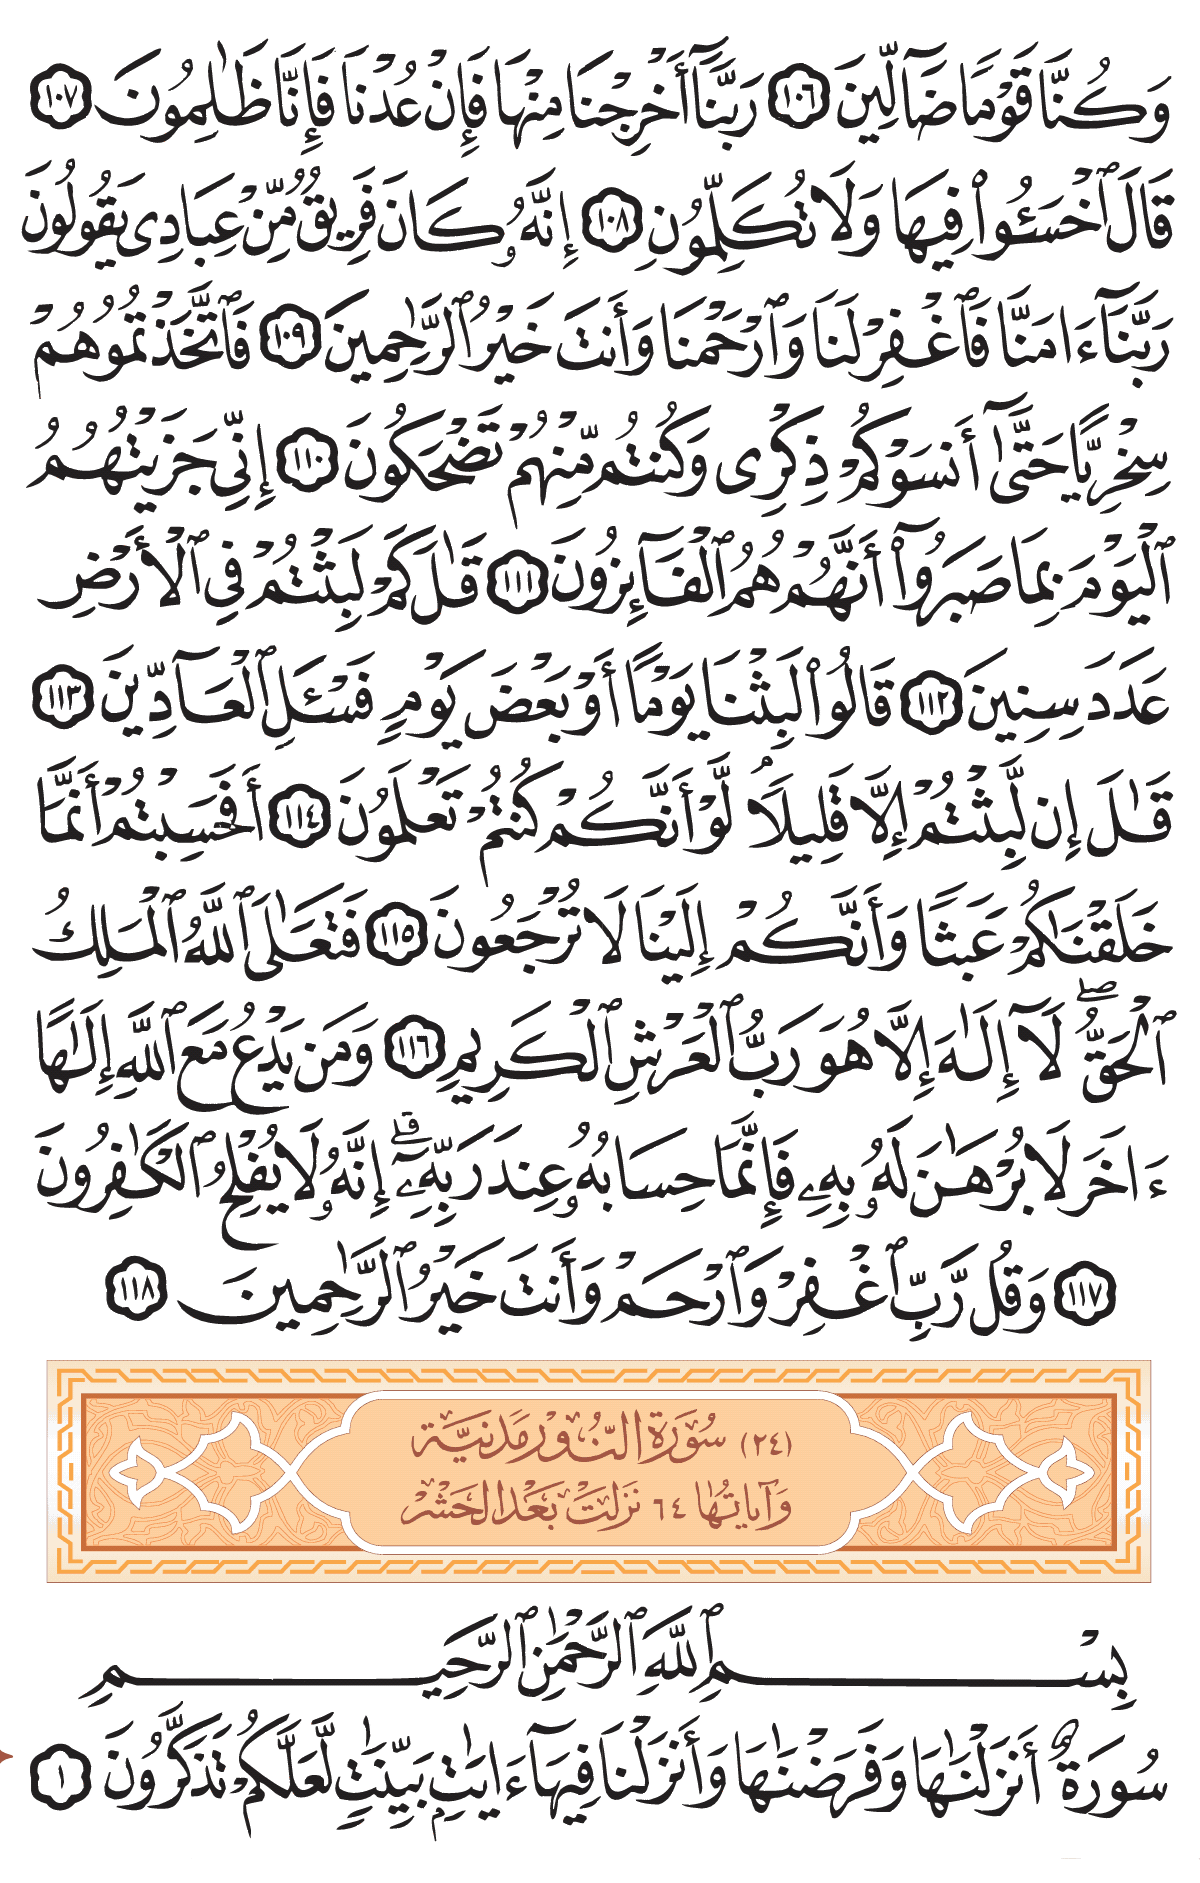 وَكُنَّا قَوْمًا ضَآلِّينَ ١٠٦ رَبَّنَآ أَخْرِجْنَا مِنْهَا فَإِنْ عُدْنَا فَإِنَّا ظَٰلِمُونَ ١٠٧
قَالَ ٱخْسَـُٔوا۟ فِيهَا وَلَا تُكَلِّمُونِ ١٠٨ إِنَّهُۥ كَانَ فَرِيقٌ مِّنْ عِبَادِى يَقُولُونَ
رَبَّنَآ ءَامَنَّا فَٱغْفِرْ لَنَا وَٱرْحَمْنَا وَأَنتَ خَيْرُ ٱلرَّٰحِمِينَ ١٠٩ فَٱتَّخَذْتُمُوهُمْ
سِخْرِيًّا حَتَّىٰٓ أَنسَوْكُمْ ذِكْرِى وَكُنتُم مِّنْهُمْ تَضْحَكُونَ ١١٠ إِنِّى جَزَيْتُهُمُ
ٱلْيَوْمَ بِمَا صَبَرُوٓا۟ أَنَّهُمْ هُمُ ٱلْفَآئِزُونَ ١١١ قَٰلَ كَمْ لَبِثْتُمْ فِى ٱلْأَرْضِ
عَدَدَ سِنِينَ ١١٢ قَالُوا۟ لَبِثْنَا يَوْمًا أَوْ بَعْضَ يَوْمٍ فَسْـَٔلِ ٱلْعَآدِّينَ ١١٣
قَٰلَ إِن لَّبِثْتُمْ إِلَّا قَلِيلًا لَّوْ أَنَّكُمْ كُنتُمْ تَعْلَمُونَ ١١٤ أَفَحَسِبْتُمْ أَنَّمَا
خَلَقْنَٰكُمْ عَبَثًا وَأَنَّكُمْ إِلَيْنَا لَا تُرْجَعُونَ ١١٥ فَتَعَٰلَى ٱللَّهُ ٱلْمَلِكُ
ٱلْحَقُّ ۖ لَآ إِلَٰهَ إِلَّا هُوَ رَبُّ ٱلْعَرْشِ ٱلْكَرِيمِ ١١٦ وَمَن يَدْعُ مَعَ ٱللَّهِ إِلَٰهًا
ءَاخَرَ لَا بُرْهَٰنَ لَهُۥ بِهِۦ فَإِنَّمَا حِسَابُهُۥ عِندَ رَبِّهِۦٓ ۚ إِنَّهُۥ لَا يُفْلِحُ ٱلْكَٰفِرُونَ
١١٧ وَقُل رَّبِّ ٱغْفِرْ وَٱرْحَمْ وَأَنتَ خَيْرُ ٱلرَّٰحِمِينَ ١١٨
(٢٤) سُورَةُ النُّورِ مَدَنِيَّةٌ
وَآيَاتُهَا ٦٤ نَزَلَتْ بَعْدَ الحَشْرِ
بِسْمِ ٱللَّهِ ٱلرَّحْمَٰنِ ٱلرَّحِيمِ
سُورَةٌ أَنزَلْنَٰهَا وَفَرَضْنَٰهَا وَأَنزَلْنَا فِيهَآ ءَايَٰتٍۭ بَيِّنَٰتٍ لَّعَلَّكُمْ تَذَكَّرُونَ ١